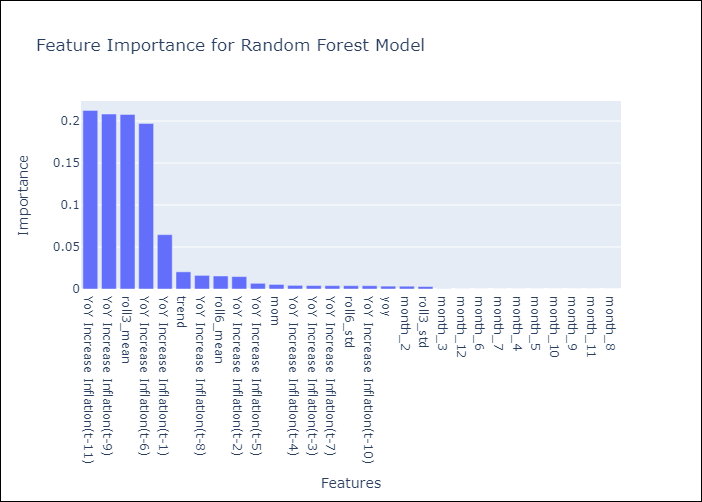 Feature Importance for Random Forest Model
Importance
0.2
0.15
0.1
0.05
0
YoY Increase Inflation(t-11)
YoY Increase Inflation(t-9)
roll3_mean
YoY Increase Inflation(t-6)
YoY Increase Inflation(t-1)
trend
YoY Increase Inflation(t-8)
roll6_mean
YoY Increase Inflation(t-2)
YoY Increase Inflation(t-5)
mom
YoY Increase Inflation(t-4)
YoY Increase Inflation(t-3)
YoY Increase Inflation(t-7)
roll6_std
YoY Increase Inflation(t-10)
yoy
month_2
roll3_std
month_3
month_12
month_6
month_7
month_4
month_5
month_10
month_9
month_11
month_8
Features